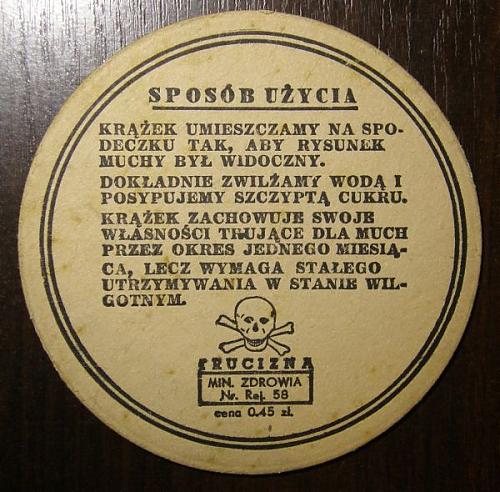 SPOSÓB UŻYCIA
KRĄŻEK UMIESZCZAMY NA SPO-
DECZKU TAK, ABY RYSUNEK
MUCHY BYŁ WIDOCZNY.
DOKŁADNIE ZWILŻAMY WODĄ I
POSYPUJEMY SZCZYPTĄ CUKRU.
KRĄŻEK ZACHOWUJE SWOJE
WŁASNOŚCI TRUJĄCE DLA MUCH
PRZEZ OKRES JEDNEGO MIESIĄ-
CA, LECZ WYMAGA STAŁEGO
UTRZYMYWANIA W STANIE WIL-
GOTNYM.
TRUCIZNA
MIN. ZDROWIA
Nr. Rej. 58
cena 0.45 zł.